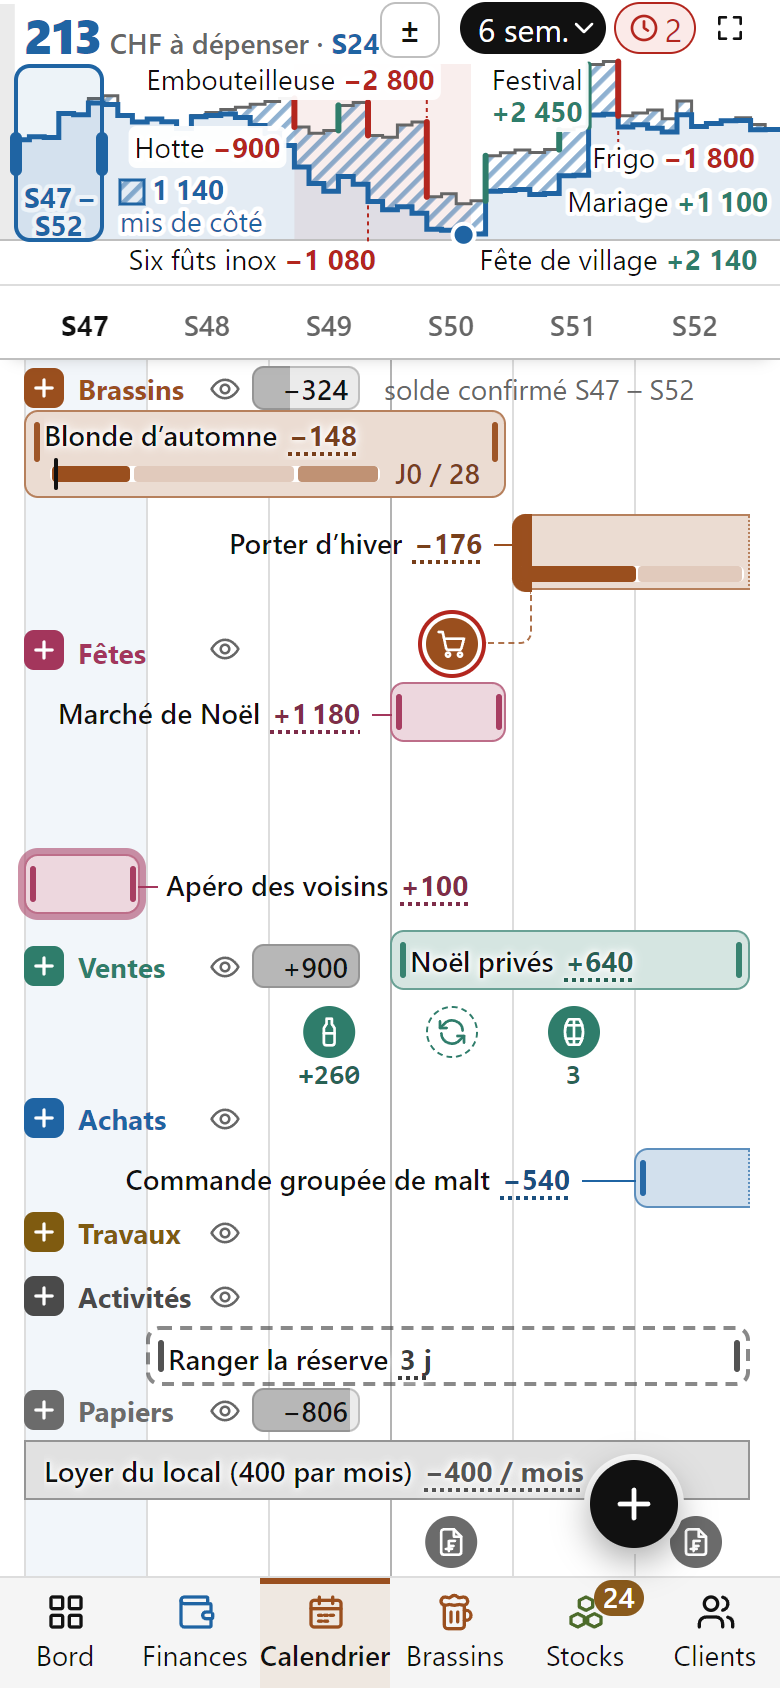 213 CHF à dépenser · S24
±
6 sem.
2
Embouteilleuse −2 800
Festival
+2 450
Hotte −900
Frigo −1 800
S47 –
S52
1 140
mis de côté
Mariage +1 100
Six fûts inox −1 080
Fête de village +2 140
S47 S48 S49 S50 S51 S52
Brassins −324 solde confirmé S47 – S52
Blonde d’automne −148
J0 / 28
Porter d’hiver −176
Fêtes
Marché de Noël +1 180
Apéro des voisins +100
Ventes +900
Noël privés +640
+260
3
Achats
Commande groupée de malt −540
Travaux
Activités
Ranger la réserve 3 j
Papiers −806
Loyer du local (400 par mois) −400 / mois
24
Bord Finances Calendrier Brassins Stocks Clients